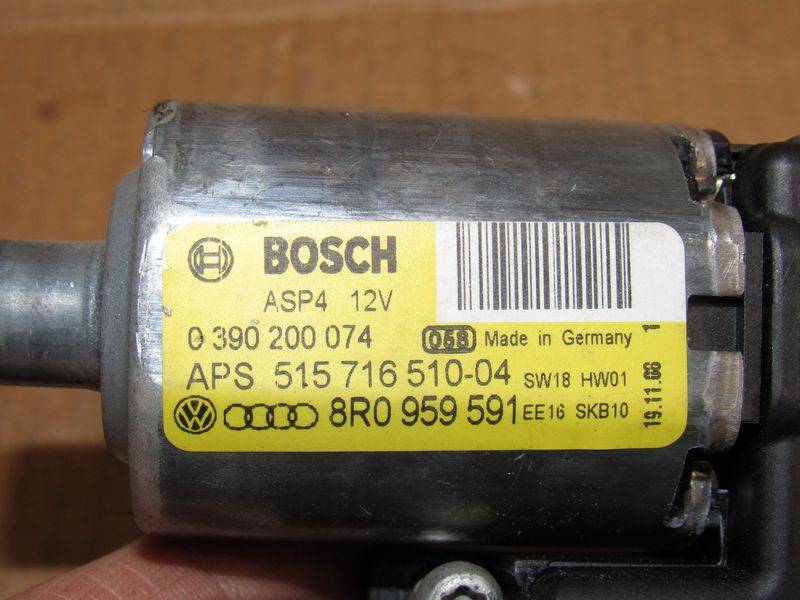 BOSCH
ASP4 12V
0 390 200 074
058 Made in Germany
APS 515 716 510-04 SW18 HW01
8R0 959 591 EE16 SKB10
19.11.08 1